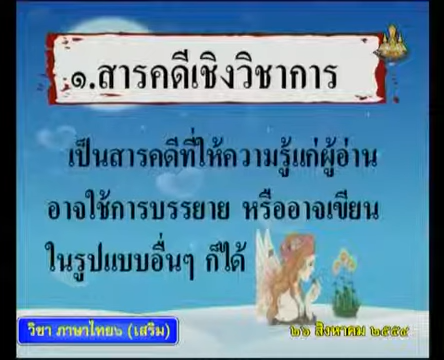 ๑.สารคดีเชิงวิชาการ
เป็นสารคดีที่ให้ความรู้แก่ผู้อ่าน
อาจใช้การบรรยาย หรืออาจเขียน
ในรูปแบบอื่นๆ ก็ได้
วิชา ภาษาไทย๖ (เสริม)
๒๖ สิงหาคม ๒๕๕๔